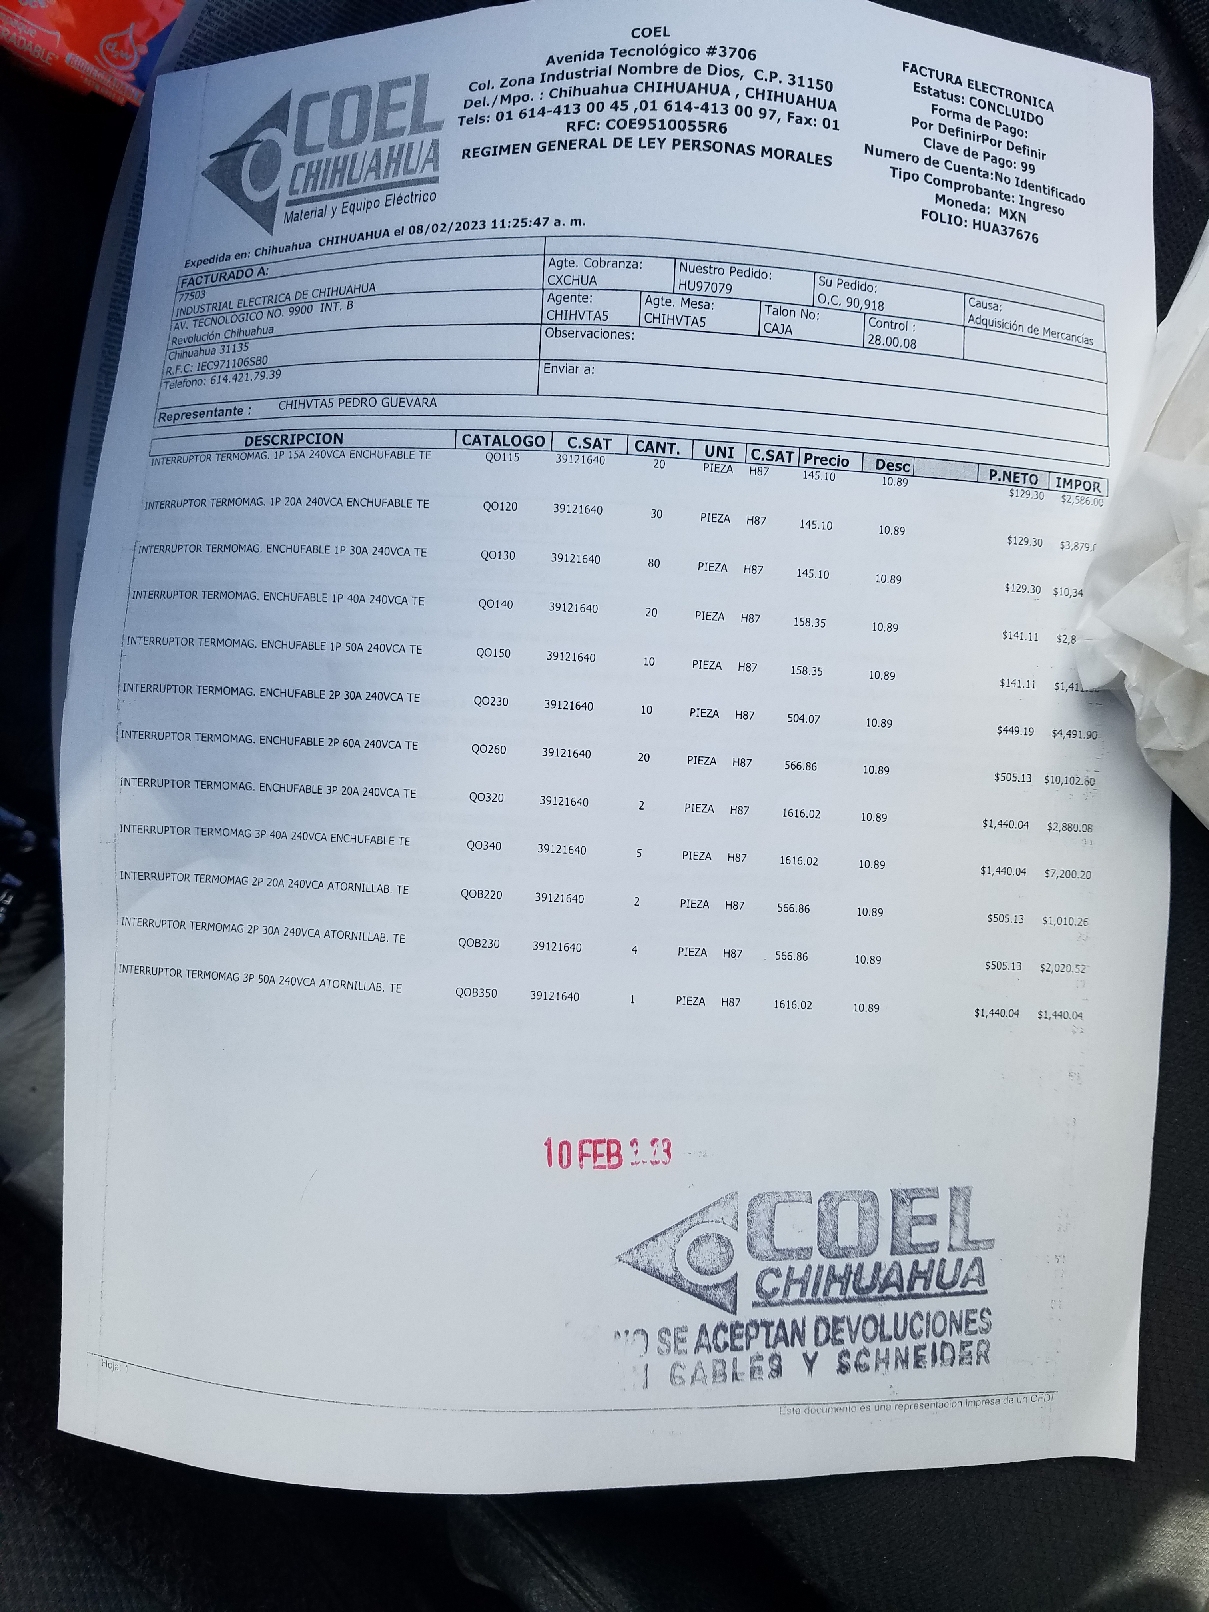 COEL
Avenida Tecnológico #3706
Col. Zona Industrial Nombre de Dios, C.P. 31150
Del./Mpo. : Chihuahua CHIHUAHUA , CHIHUAHUA
Tels: 01 614-413 00 45 ,01 614-413 00 97, Fax: 01
RFC: COE9510055R6
REGIMEN GENERAL DE LEY PERSONAS MORALES
FACTURA ELECTRONICA
Estatus: CONCLUIDO
Forma de Pago:
Por DefinirPor Definir
Clave de Pago: 99
Numero de Cuenta:No Identificado
Tipo Comprobante: Ingreso
Moneda: MXN
FOLIO: HUA37676
COEL
CHIHUAHUA
Material y Equipo Eléctrico
Expedida en: Chihuahua CHIHUAHUA el 08/02/2023 11:25:47 a. m.
FACTURADO A:
77503
INDUSTRIAL ELECTRICA DE CHIHUAHUA
AV. TECNOLOGICO NO. 9900 INT. B
Revolución Chihuahua
Chihuahua 31135
R.F.C: IEC971106S80
Telefono: 614.421.79.39
Agte. Cobranza: CXCHUA
Nuestro Pedido: HU97079
Su Pedido: O.C. 90,918
Causa: Adquisición de Mercancías
Agente: CHIHVTA5
Agte. Mesa: CHIHVTA5
Talon No: CAJA
Control : 28.00.08
Observaciones:
Enviar a:
Representante : CHIHVTA5 PEDRO GUEVARA
DESCRIPCION CATALOGO C.SAT CANT. UNI C.SAT Precio Desc P.NETO IMPOR
INTERRUPTOR TERMOMAG. 1P 15A 240VCA ENCHUFABLE TE QO115 39121640 20 PIEZA H87 145.10 10.89 $129.30 $2,586.00
INTERRUPTOR TERMOMAG. 1P 20A 240VCA ENCHUFABLE TE QO120 39121640 30 PIEZA H87 145.10 10.89 $129.30 $3,879.
INTERRUPTOR TERMOMAG. ENCHUFABLE 1P 30A 240VCA TE QO130 39121640 80 PIEZA H87 145.10 10.89 $129.30 $10,34
INTERRUPTOR TERMOMAG. ENCHUFABLE 1P 40A 240VCA TE QO140 39121640 20 PIEZA H87 158.35 10.89 $141.11 $2,8
INTERRUPTOR TERMOMAG. ENCHUFABLE 1P 50A 240VCA TE QO150 39121640 10 PIEZA H87 158.35 10.89 $141.11 $1,411
INTERRUPTOR TERMOMAG. ENCHUFABLE 2P 30A 240VCA TE QO230 39121640 10 PIEZA H87 504.07 10.89 $449.19 $4,491.90
INTERRUPTOR TERMOMAG. ENCHUFABLE 2P 60A 240VCA TE QO260 39121640 20 PIEZA H87 566.86 10.89 $505.13 $10,102.60
INTERRUPTOR TERMOMAG. ENCHUFABLE 3P 20A 240VCA TE QO320 39121640 2 PIEZA H87 1616.02 10.89 $1,440.04 $2,880.08
INTERRUPTOR TERMOMAG 3P 40A 240VCA ENCHUFABLE TE QO340 39121640 5 PIEZA H87 1616.02 10.89 $1,440.04 $7,200.20
INTERRUPTOR TERMOMAG 2P 20A 240VCA ATORNILLAB TE QOB220 39121640 2 PIEZA H87 566.86 10.89 $505.13 $1,010.26
INTERRUPTOR TERMOMAG 2P 30A 240VCA ATORNILLAB. TE QOB230 39121640 4 PIEZA H87 566.86 10.89 $505.13 $2,020.52
INTERRUPTOR TERMOMAG 3P 50A 240VCA ATORNILLAB. TE QOB350 39121640 1 PIEZA H87 1616.02 10.89 $1,440.04 $1,440.04
10 FEB
COEL
CHIHUAHUA
NO SE ACEPTAN DEVOLUCIONES
CABLES Y SCHNEIDER
Hoja
Este documento es una representacion impresa de un CFDI